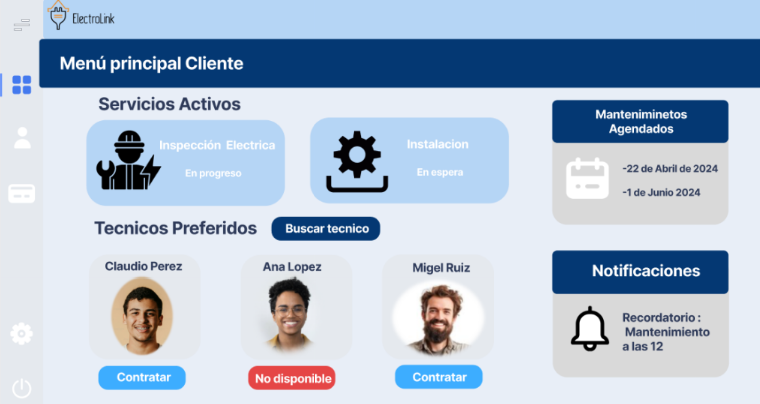 ElectroLink
Menú principal Cliente
Servicios Activos
Inspección Electrica
En progreso
Instalacion
En espera
Manteniminetos
Agendados
-22 de Abril de 2024
-1 de Junio 2024
Tecnicos Preferidos
Buscar tecnico
Claudio Perez
Ana Lopez
Migel Ruiz
Contratar
No disponible
Contratar
Notificaciones
Recordatorio :
Mantenimiento
a las 12